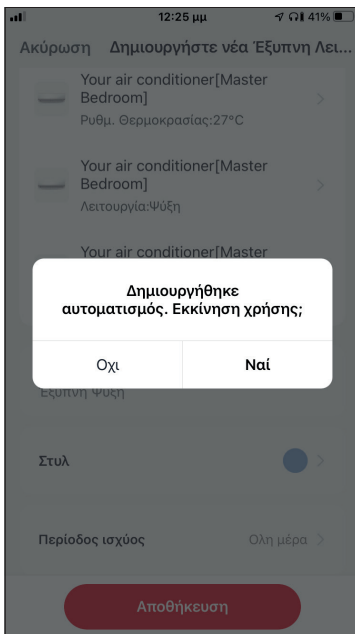 12:25 μμ
41%
Ακύρωση Δημιουργήστε νέα Έξυπνη Λει...
Your air conditioner[Master
Bedroom]
Ρυθμ. Θερμοκρασίας:27°C
Your air conditioner[Master
Bedroom]
Λειτουργία:Ψύξη
Your air conditioner[Master
Δημιουργήθηκε
αυτοματισμός. Εκκίνηση χρήσης;
Οχι Ναί
Έξυπνη Ψύξη
Στυλ
Περίοδος ισχύος Ολη μέρα
Αποθήκευση